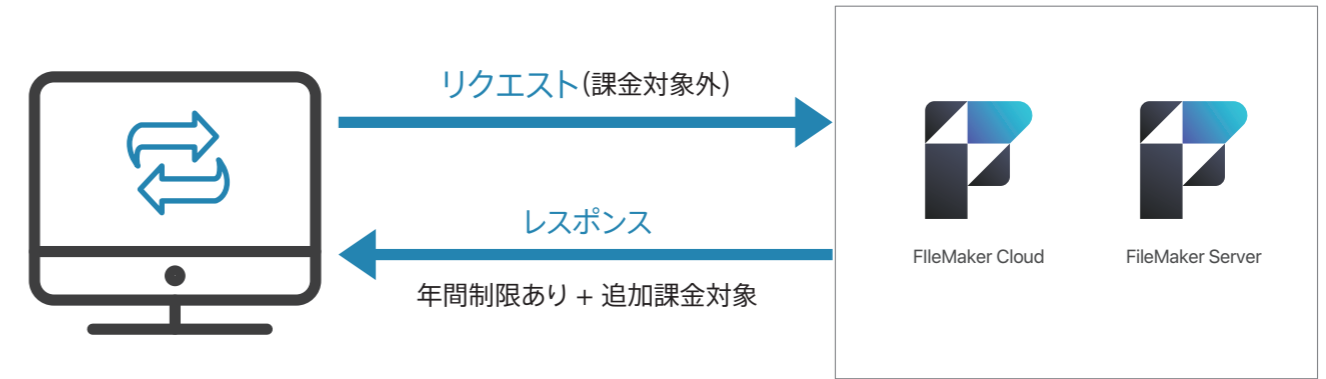 リクエスト(課金対象外)
レスポンス
年間制限あり + 追加課金対象
FIleMaker Cloud
FileMaker Server